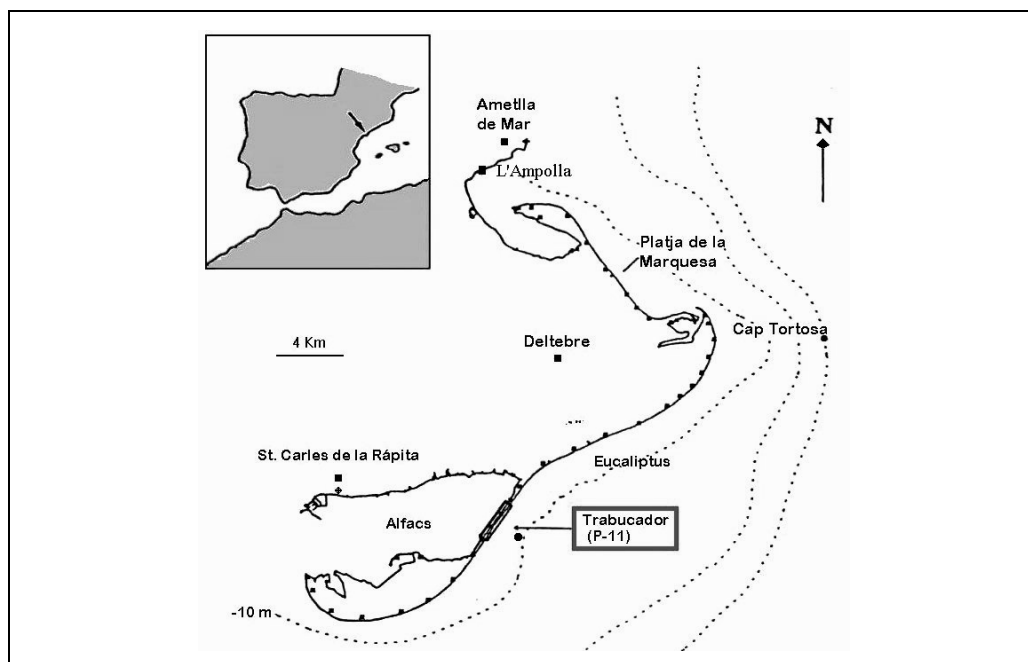 Ametlla
de Mar
N
L'Ampolla
Platja de la
Marquesa
Cap Tortosa
4 Km
Deltebre
St. Carles de la Rápita
Eucaliptus
Alfacs
Trabucador
(P-11)
-10 m